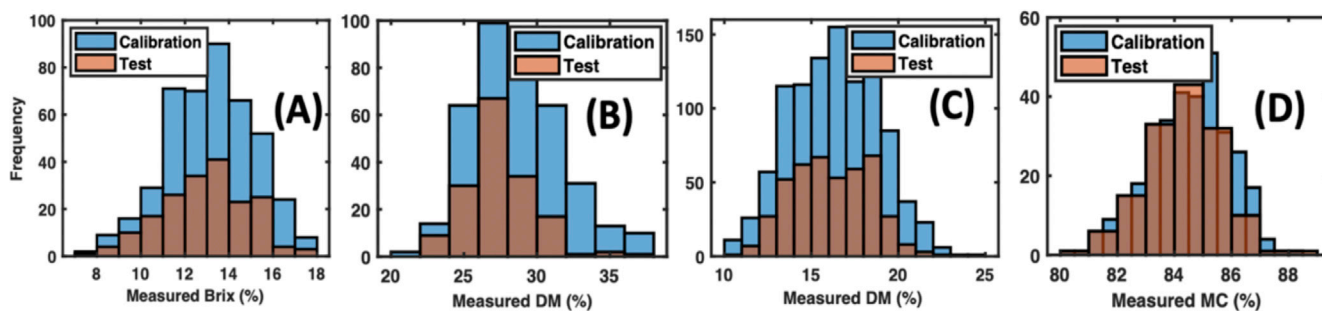 Frequency
100
80
60
40
20
0
Calibration
Test
(A)
8 10 12 14 16 18
Measured Brix (%)
100
80
60
40
20
0
Calibration
Test
(B)
20 25 30 35
Measured DM (%)
150
100
50
0
Calibration
Test
(C)
10 15 20 25
Measured DM (%)
60
40
20
0
Calibration
Test
(D)
80 82 84 86 88
Measured MC (%)